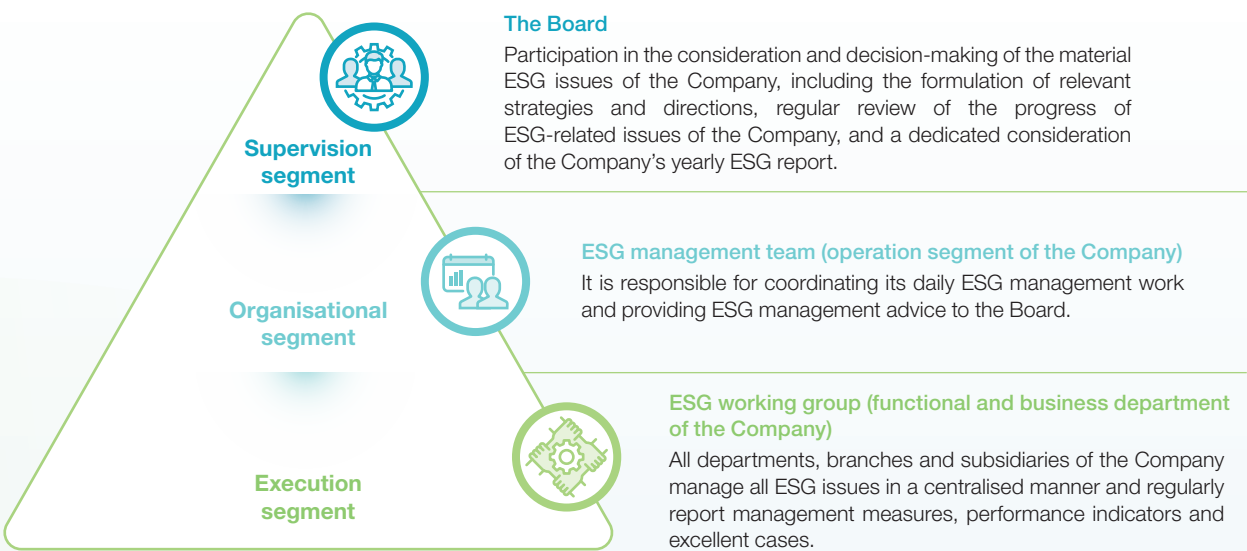 The Board
Participation in the consideration and decision-making of the material
ESG issues of the Company, including the formulation of relevant
strategies and directions, regular review of the progress of
ESG-related issues of the Company, and a dedicated consideration
of the Company's yearly ESG report.
Supervision
segment
ESG management team (operation segment of the Company)
It is responsible for coordinating its daily ESG management work
and providing ESG management advice to the Board.
Organisational
segment
ESG working group (functional and business department
of the Company)
All departments, branches and subsidiaries of the Company
manage all ESG issues in a centralised manner and regularly
report management measures, performance indicators and
excellent cases.
Execution
segment